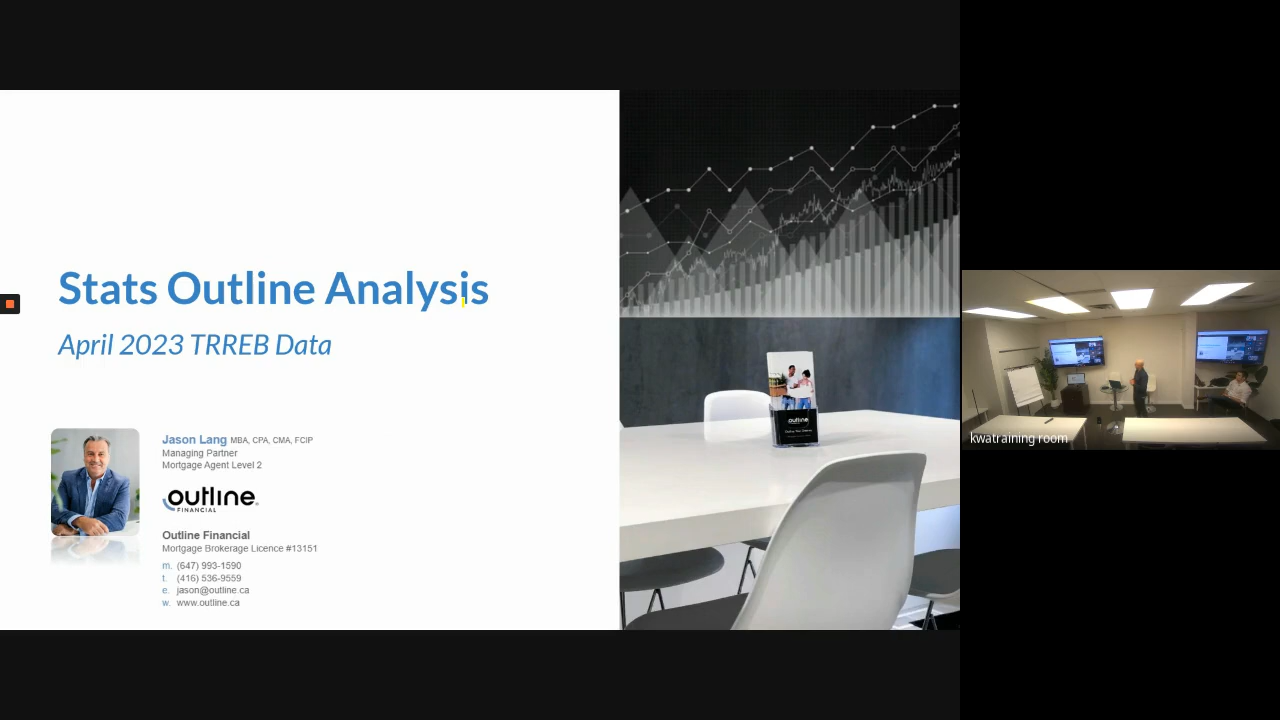 Stats Outline Analysis
April 2023 TRREB Data
Jason Lang MBA, CPA, CMA, FCIP
Managing Partner
Mortgage Agent Level 2
outline
FINANCIAL
Outline Financial
Mortgage Brokerage Licence #13151
m. (647) 993-1590
t. (416) 536-9559
e. jason@outline.ca
w. www.outline.ca
outline
kwatraining room